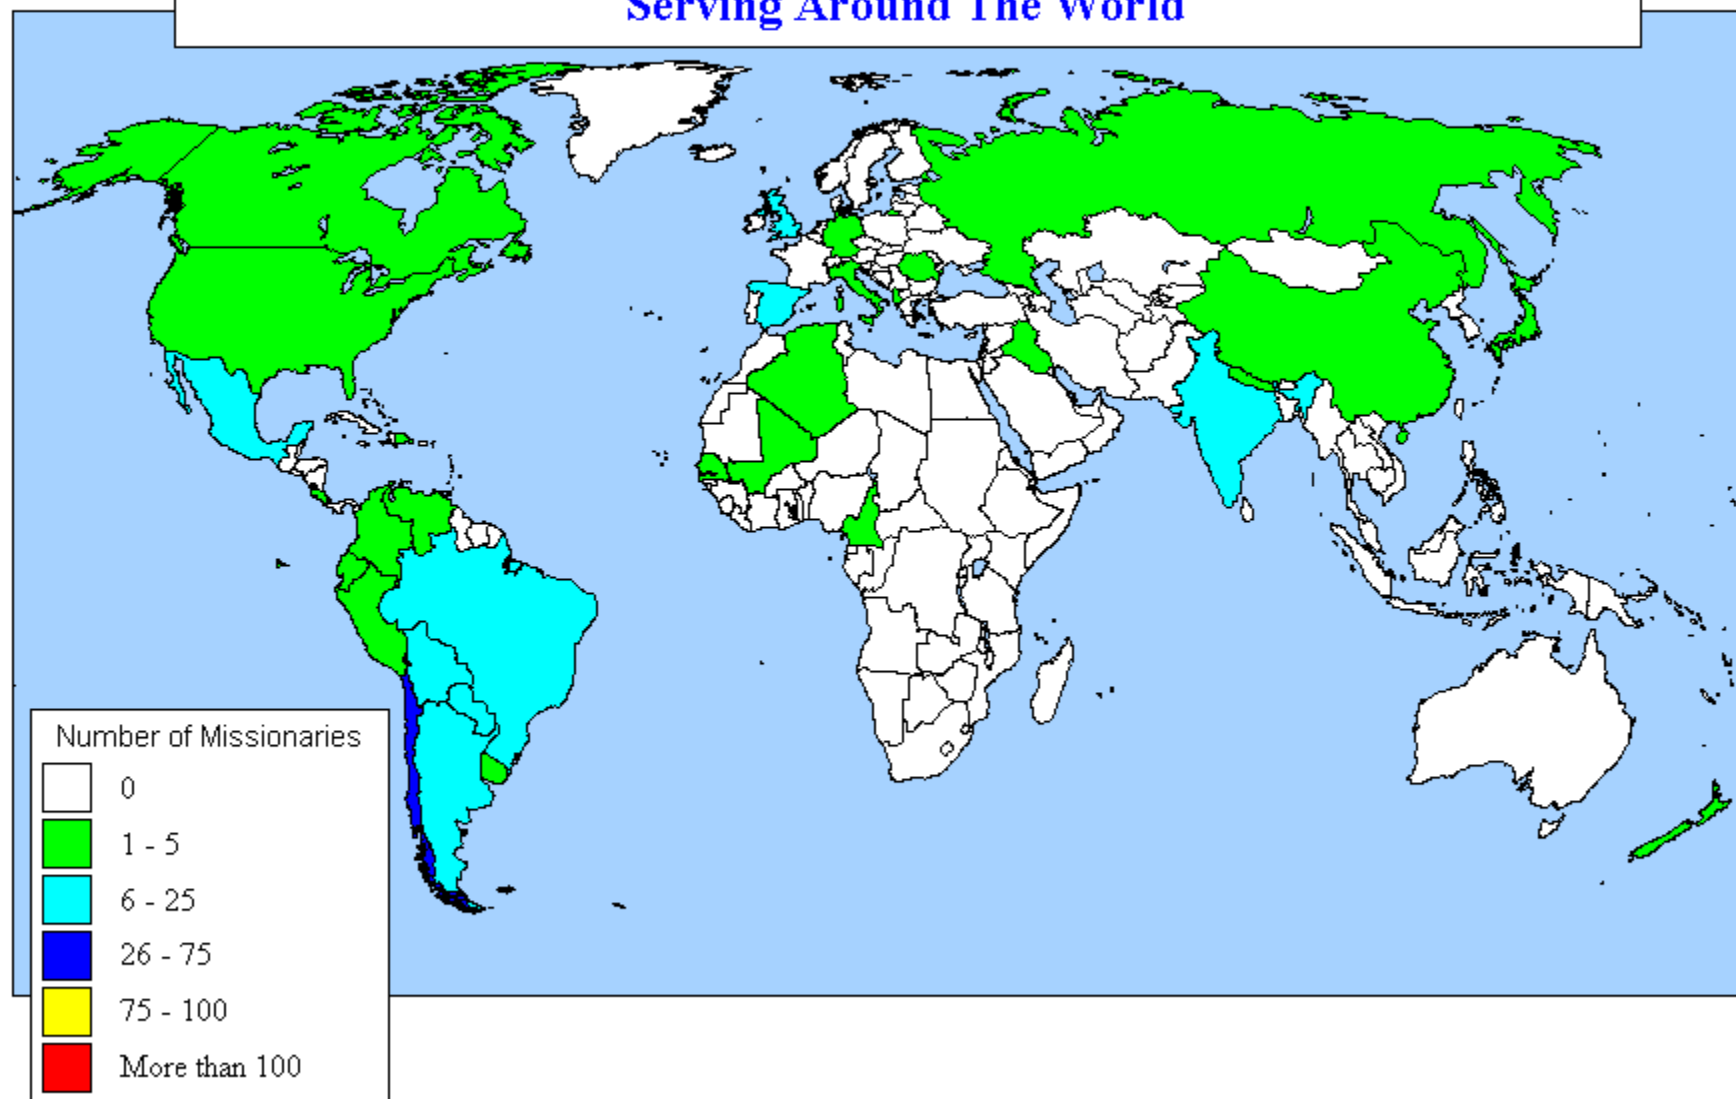 Serving Around The World
Number of Missionaries
0
1 - 5
6 - 25
26 - 75
75 - 100
More than 100